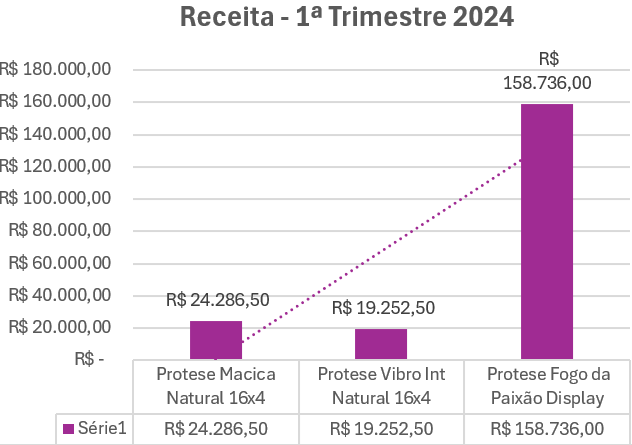 Receita - 1ª Trimestre 2024
R$ 180.000,00
R$ 160.000,00
R$ 140.000,00
R$ 120.000,00
R$ 100.000,00
R$ 80.000,00
R$ 60.000,00
R$ 40.000,00
R$ 20.000,00
R$ -
R$ 24.286,50
R$ 19.252,50
R$
158.736,00
Protese Macica
Natural 16x4
Protese Vibro Int
Natural 16x4
Protese Fogo da
Paixão Display
Série1
R$ 24.286,50
R$ 19.252,50
R$ 158.736,00